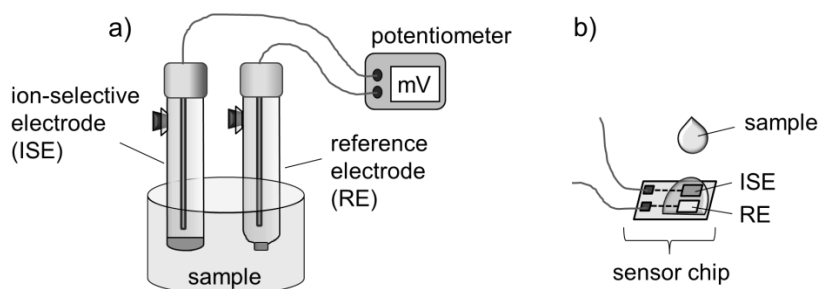 a)
potentiometer
mV
ion-selective
electrode
(ISE)
reference
electrode
(RE)
sample
b)
sample
ISE
RE
sensor chip